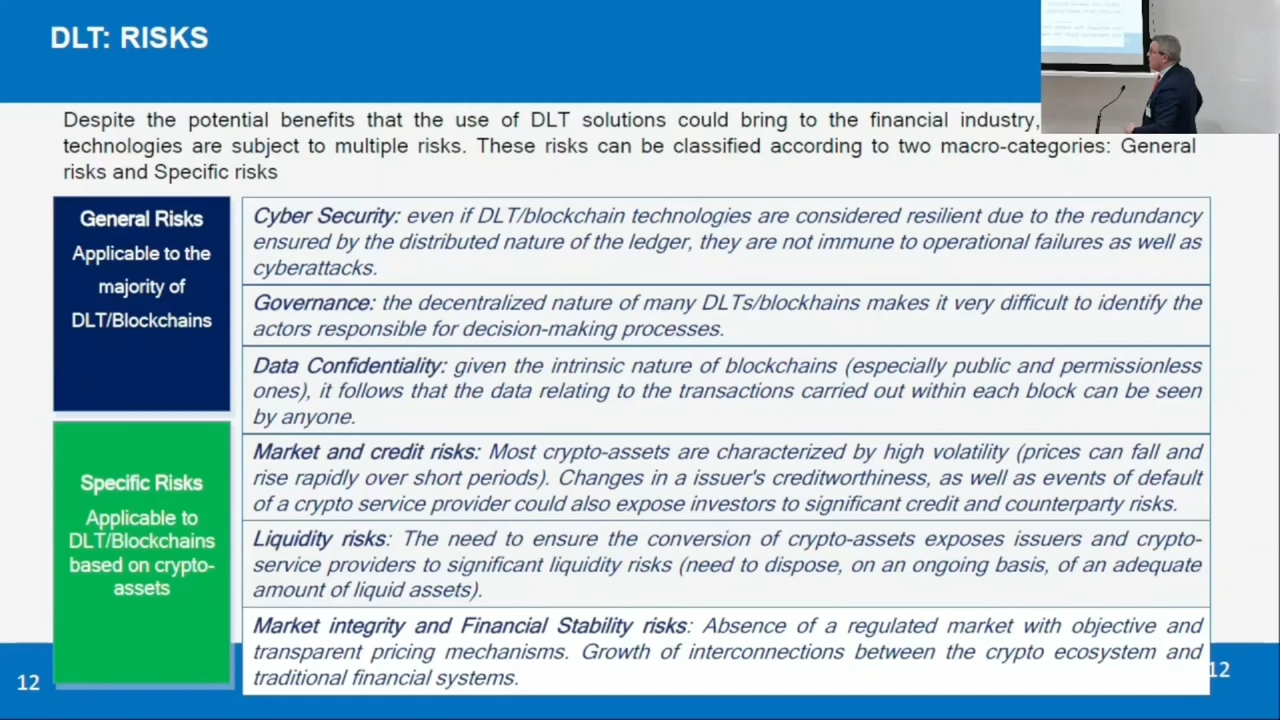 DLT: RISKS
Despite the potential benefits that the use of DLT solutions could bring to the financial industry,
technologies are subject to multiple risks. These risks can be classified according to two macro-categories: General
risks and Specific risks
General Risks
Applicable to the
majority of
DLT/Blockchains
Cyber Security: even if DLT/blockchain technologies are considered resilient due to the redundancy
ensured by the distributed nature of the ledger, they are not immune to operational failures as well as
cyberattacks.
Governance: the decentralized nature of many DLTs/blockhains makes it very difficult to identify the
actors responsible for decision-making processes.
Data Confidentiality: given the intrinsic nature of blockchains (especially public and permissionless
ones), it follows that the data relating to the transactions carried out within each block can be seen
by anyone.
Specific Risks
Applicable to
DLT/Blockchains
based on crypto-
assets
Market and credit risks: Most crypto-assets are characterized by high volatility (prices can fall and
rise rapidly over short periods). Changes in a issuer's creditworthiness, as well as events of default
of a crypto service provider could also expose investors to significant credit and counterparty risks.
Liquidity risks: The need to ensure the conversion of crypto-assets exposes issuers and crypto-
service providers to significant liquidity risks (need to dispose, on an ongoing basis, of an adequate
amount of liquid assets).
Market integrity and Financial Stability risks: Absence of a regulated market with objective and
transparent pricing mechanisms. Growth of interconnections between the crypto ecosystem and
traditional financial systems.
12
12